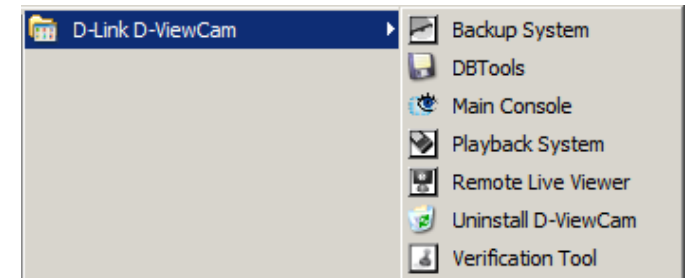 D-Link D-ViewCam
Backup System
DBTools
Main Console
Playback System
Remote Live Viewer
Uninstall D-ViewCam
Verification Tool